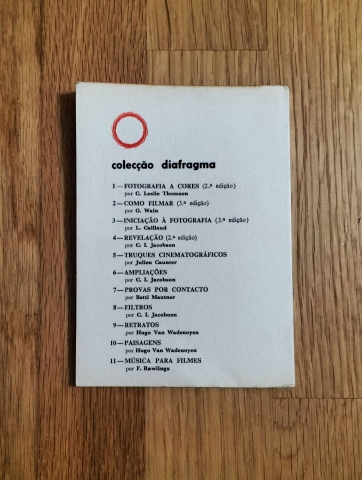 colecção diafragma
1—FOTOGRAFIA A CORES (2.ª edição)
por C. Leslie Thomson
2—COMO FILMAR (3.ª edição)
por G. Wain
3—INICIAÇÃO À FOTOGRAFIA (3.ª edição)
por L. Caillaud
4—REVELAÇÃO (2.ª edição)
por C. I. Jacobson
5—TRUQUES CINEMATOGRÁFICOS
por Julien Caunter
6—AMPLIAÇÕES
por C. I. Jacobson
7—PROVAS POR CONTACTO
por Betti Mautner
8—FILTROS
por C. I. Jacobson
9—RETRATOS
por Hugo Van Wadenoyen
10—PAISAGENS
por Hugo Van Wadenoyen
11—MÚSICA PARA FILMES
por F. Rawlings